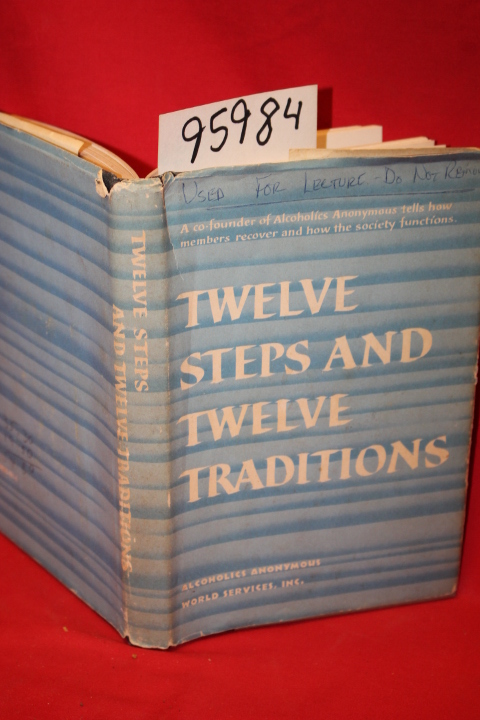 95984
USED FOR LECTURE - DO NOT
A co-founder of Alcoholics Anonymous tells how
members recover and how the society functions.
TWELVE
STEPS AND
TWELVE
TRADITIONS
ALCOHOLICS ANONYMOUS
WORLD SERVICES, INC.
TWELVE STEPS
AND TWELVE TRADITIONS